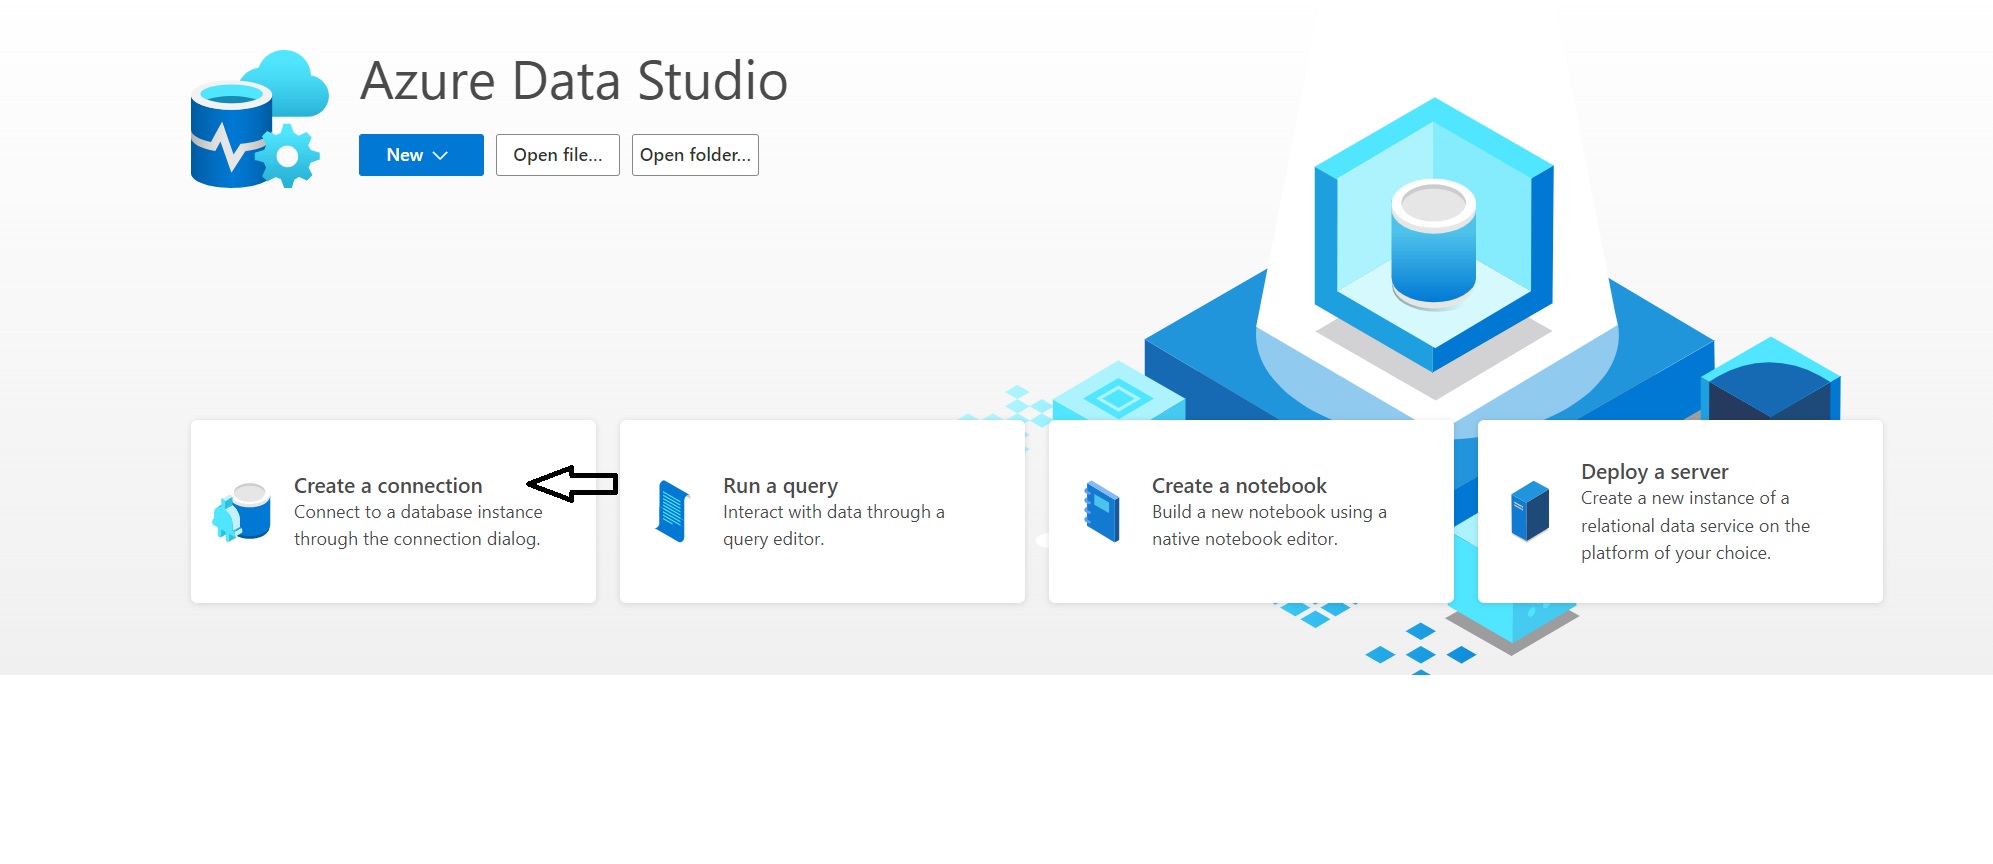 Azure Data Studio
New
Open file...
Open folder...
Create a connection
Connect to a database instance
through the connection dialog.
Run a query
Interact with data through a
query editor.
Create a notebook
Build a new notebook using a
native notebook editor.
Deploy a server
Create a new instance of a
relational data service on the
platform of your choice.